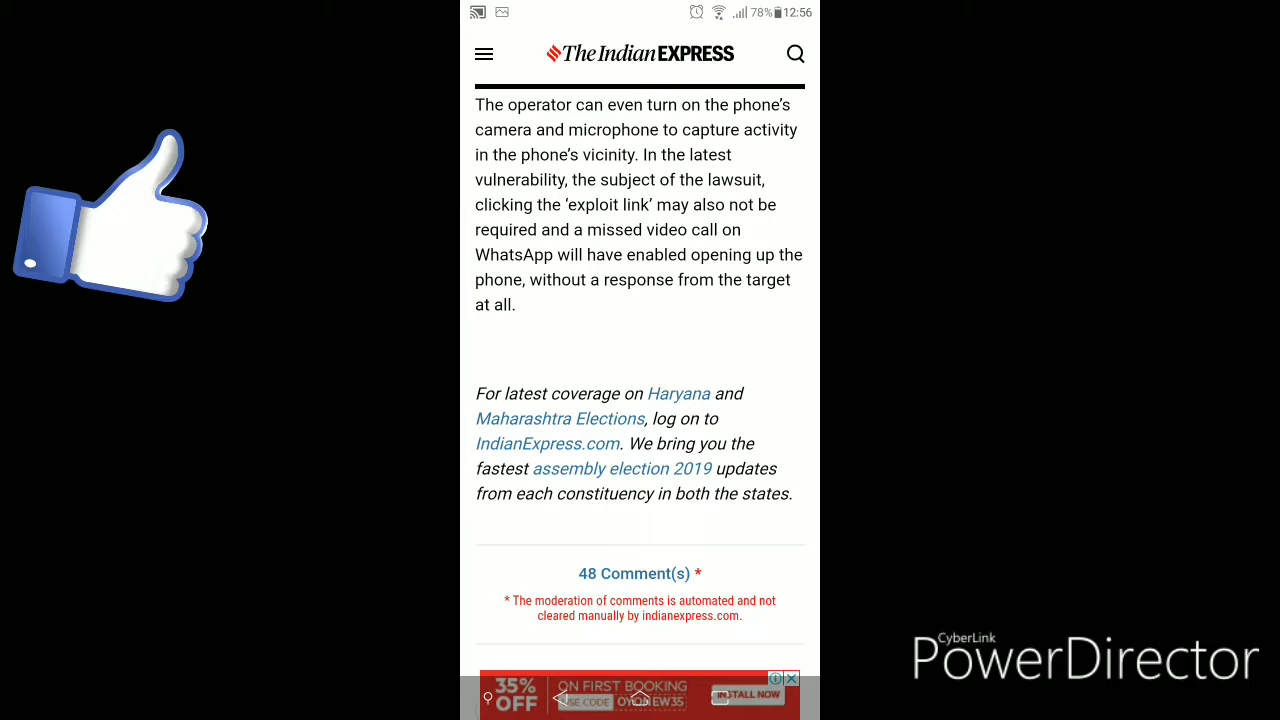 78% 12:56
The Indian EXPRESS
The operator can even turn on the phone's
camera and microphone to capture activity
in the phone's vicinity. In the latest
vulnerability, the subject of the lawsuit,
clicking the 'exploit link' may also not be
required and a missed video call on
WhatsApp will have enabled opening up the
phone, without a response from the target
at all.
For latest coverage on Haryana and
Maharashtra Elections, log on to
IndianExpress.com. We bring you the
fastest assembly election 2019 updates
from each constituency in both the states.
48 Comment(s) *
* The moderation of comments is automated and not
cleared manually by indianexpress.com.
35% OFF
ON FIRST BOOKING
USE CODE
INSTALL NOW
CyberLink
PowerDirector